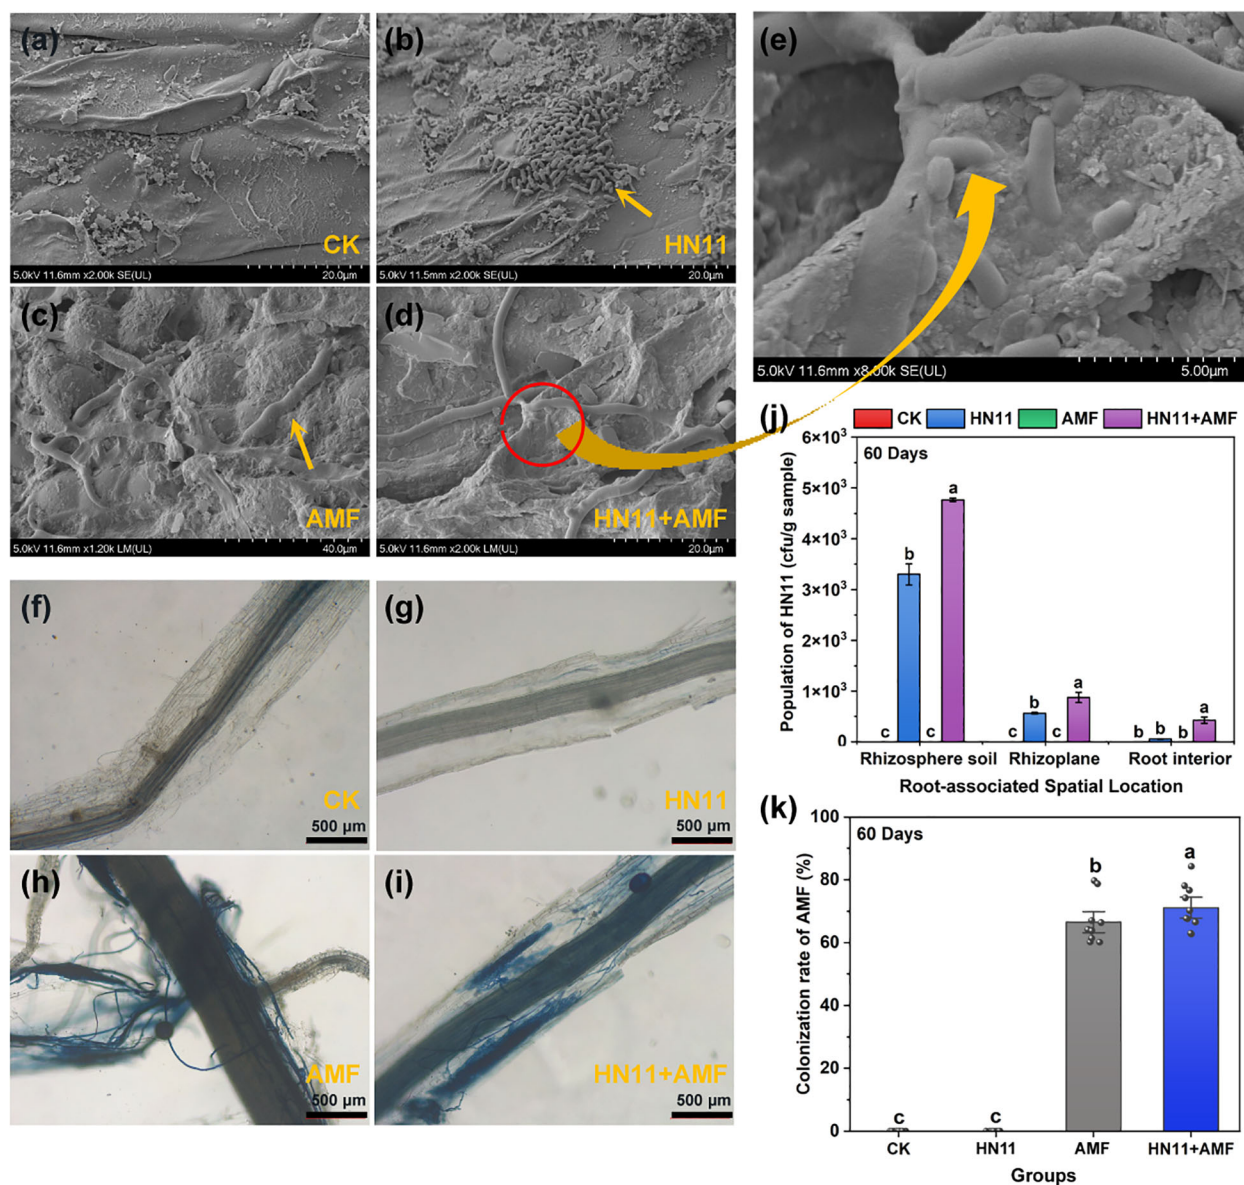 (a)
CK
5.0kV 11.6mm x2.00k SE(UL)
20.0µm
(b)
HN11
5.0kV 11.5mm x2.00k SE(UL)
20.0µm
(c)
AMF
5.0kV 11.6mm x1.20k LM(UL)
40.0µm
(d)
HN11+AMF
5.0kV 11.6mm x2.00k LM(UL)
20.0µm
(e)
5.0kV 11.6mm x8.00k SE(UL)
5.00µm
(f)
CK
500 µm
(g)
HN11
500 µm
(h)
AMF
500 µm
(i)
HN11+AMF
500 µm
(j)
CK HN11 AMF HN11+AMF
60 Days
Population of HN11 (cfu/g sample)
6×10³
5×10³
4×10³
3×10³
2×10³
1×10³
0
c b c a
c b c a
b b b a
Rhizosphere soil Rhizoplane Root interior
Root-associated Spatial Location
(k)
60 Days
Colonization rate of AMF (%)
100
80
60
40
20
0
c c b a
CK HN11 AMF HN11+AMF
Groups